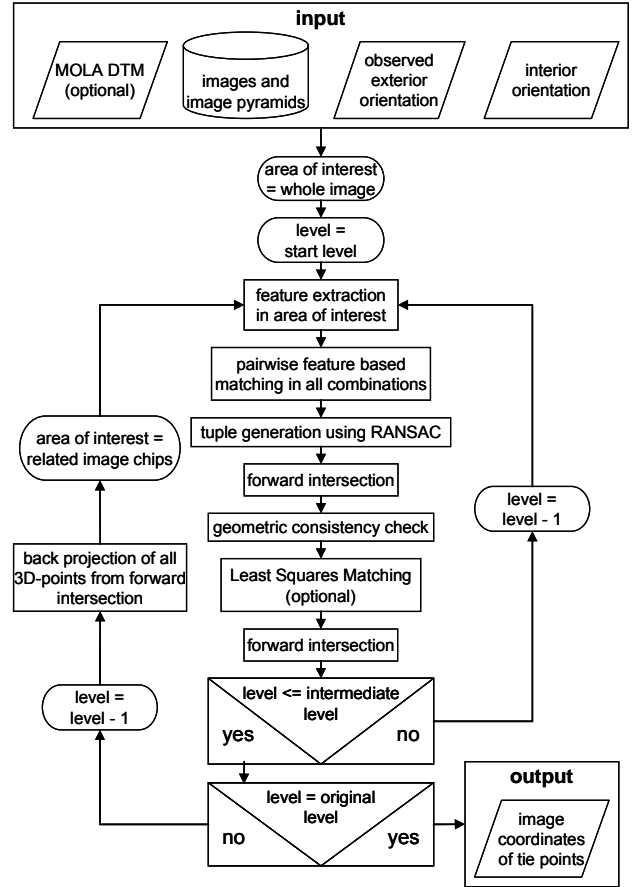 input
MOLA DTM
(optional)
images and
image pyramids
observed
exterior
orientation
interior
orientation
area of interest
= whole image
level =
start level
feature extraction
in area of interest
pairwise feature based
matching in all combinations
tuple generation using RANSAC
forward intersection
geometric consistency check
Least Squares Matching
(optional)
forward intersection
level <= intermediate
level
yes
no
level = original
level
no
yes
area of interest =
related image chips
back projection of all
3D-points from forward
intersection
level =
level - 1
level =
level - 1
output
image
coordinates
of tie points